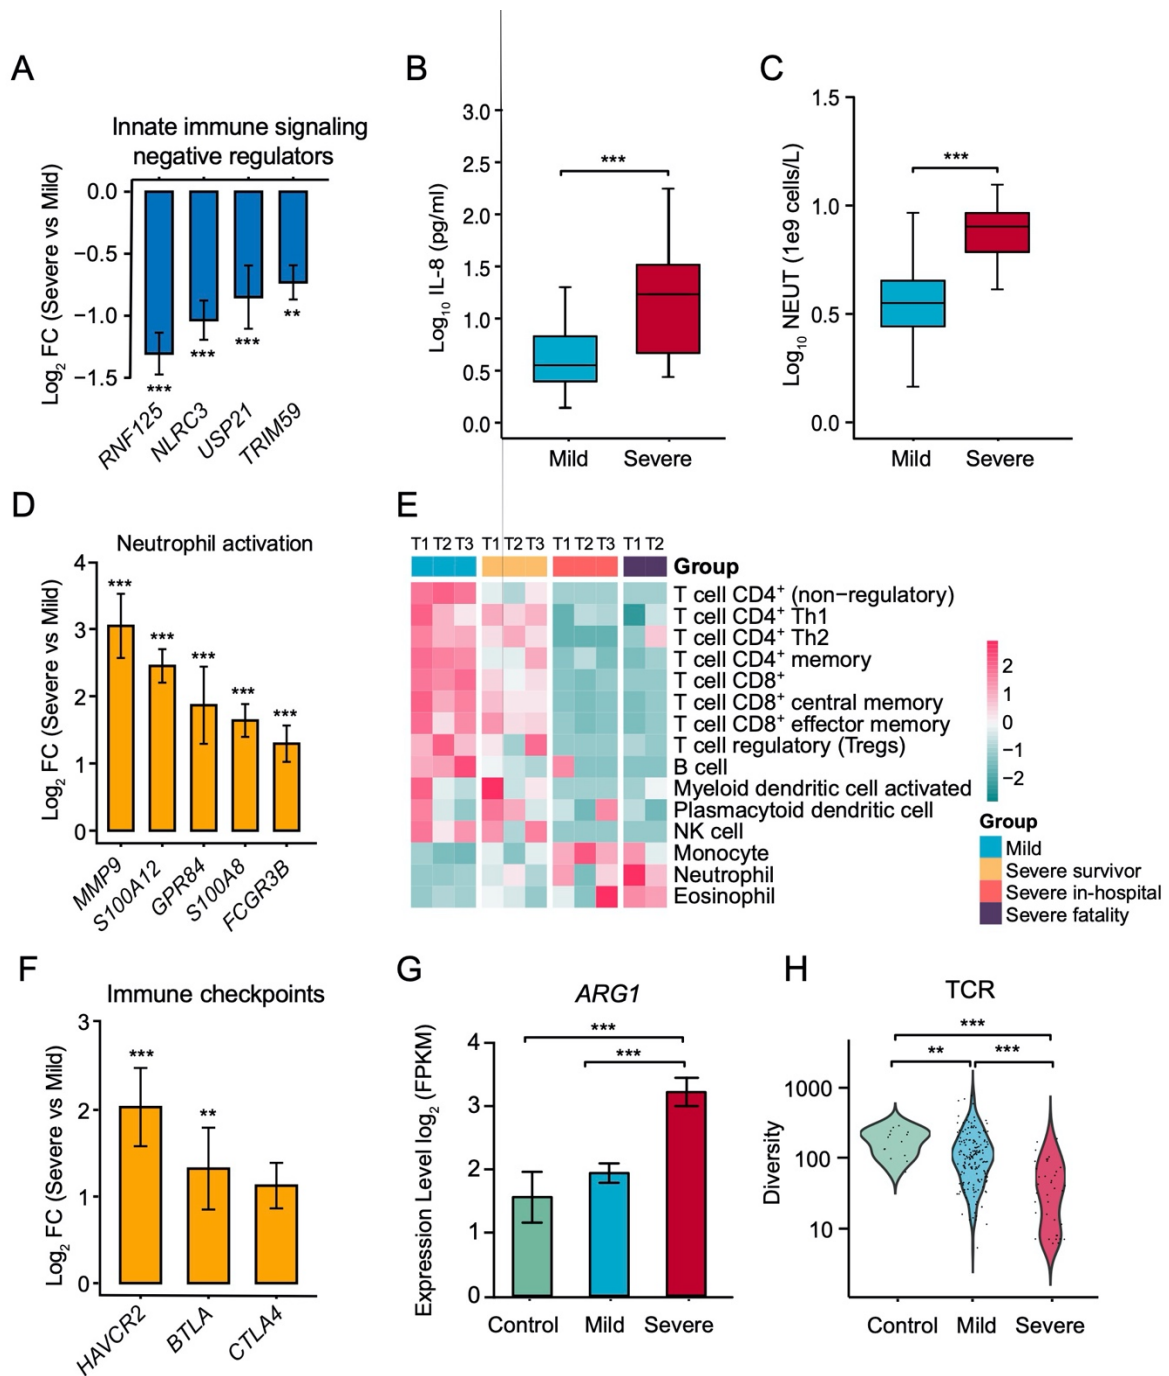 A
Innate immune signaling
negative regulators
Log₂ FC (Severe vs Mild)
0.0
−0.5
−1.0
−1.5
***
***
***
**
RNF125
NLRC3
USP21
TRIM59
B
Log₁₀ IL-8 (pg/ml)
3.0
2.5
2.0
1.5
1.0
0.5
0.0
***
Mild Severe
C
Log₁₀ NEUT (1e9 cells/L)
1.5
1.0
0.5
0.0
***
Mild Severe
D
Neutrophil activation
Log₂ FC (Severe vs Mild)
4
3
2
1
0
***
***
***
***
***
MMP9
S100A12
GPR84
S100A8
FCGR3B
E
T1 T2 T3 T1 T2 T3 T1 T2 T3 T1 T2
Group
T cell CD4⁺ (non−regulatory)
T cell CD4⁺ Th1
T cell CD4⁺ Th2
T cell CD4⁺ memory
T cell CD8⁺
T cell CD8⁺ central memory
T cell CD8⁺ effector memory
T cell regulatory (Tregs)
B cell
Myeloid dendritic cell activated
Plasmacytoid dendritic cell
NK cell
Monocyte
Neutrophil
Eosinophil
2
1
0
−1
−2
Group
Mild
Severe survivor
Severe in-hospital
Severe fatality
F
Immune checkpoints
Log₂ FC (Severe vs Mild)
3
2
1
0
***
**
HAVCR2
BTLA
CTLA4
G
ARG1
Expression Level log₂ (FPKM)
4
3
2
1
0
***
***
Control Mild Severe
H
TCR
Diversity
1000
100
10
***
**
***
Control Mild Severe